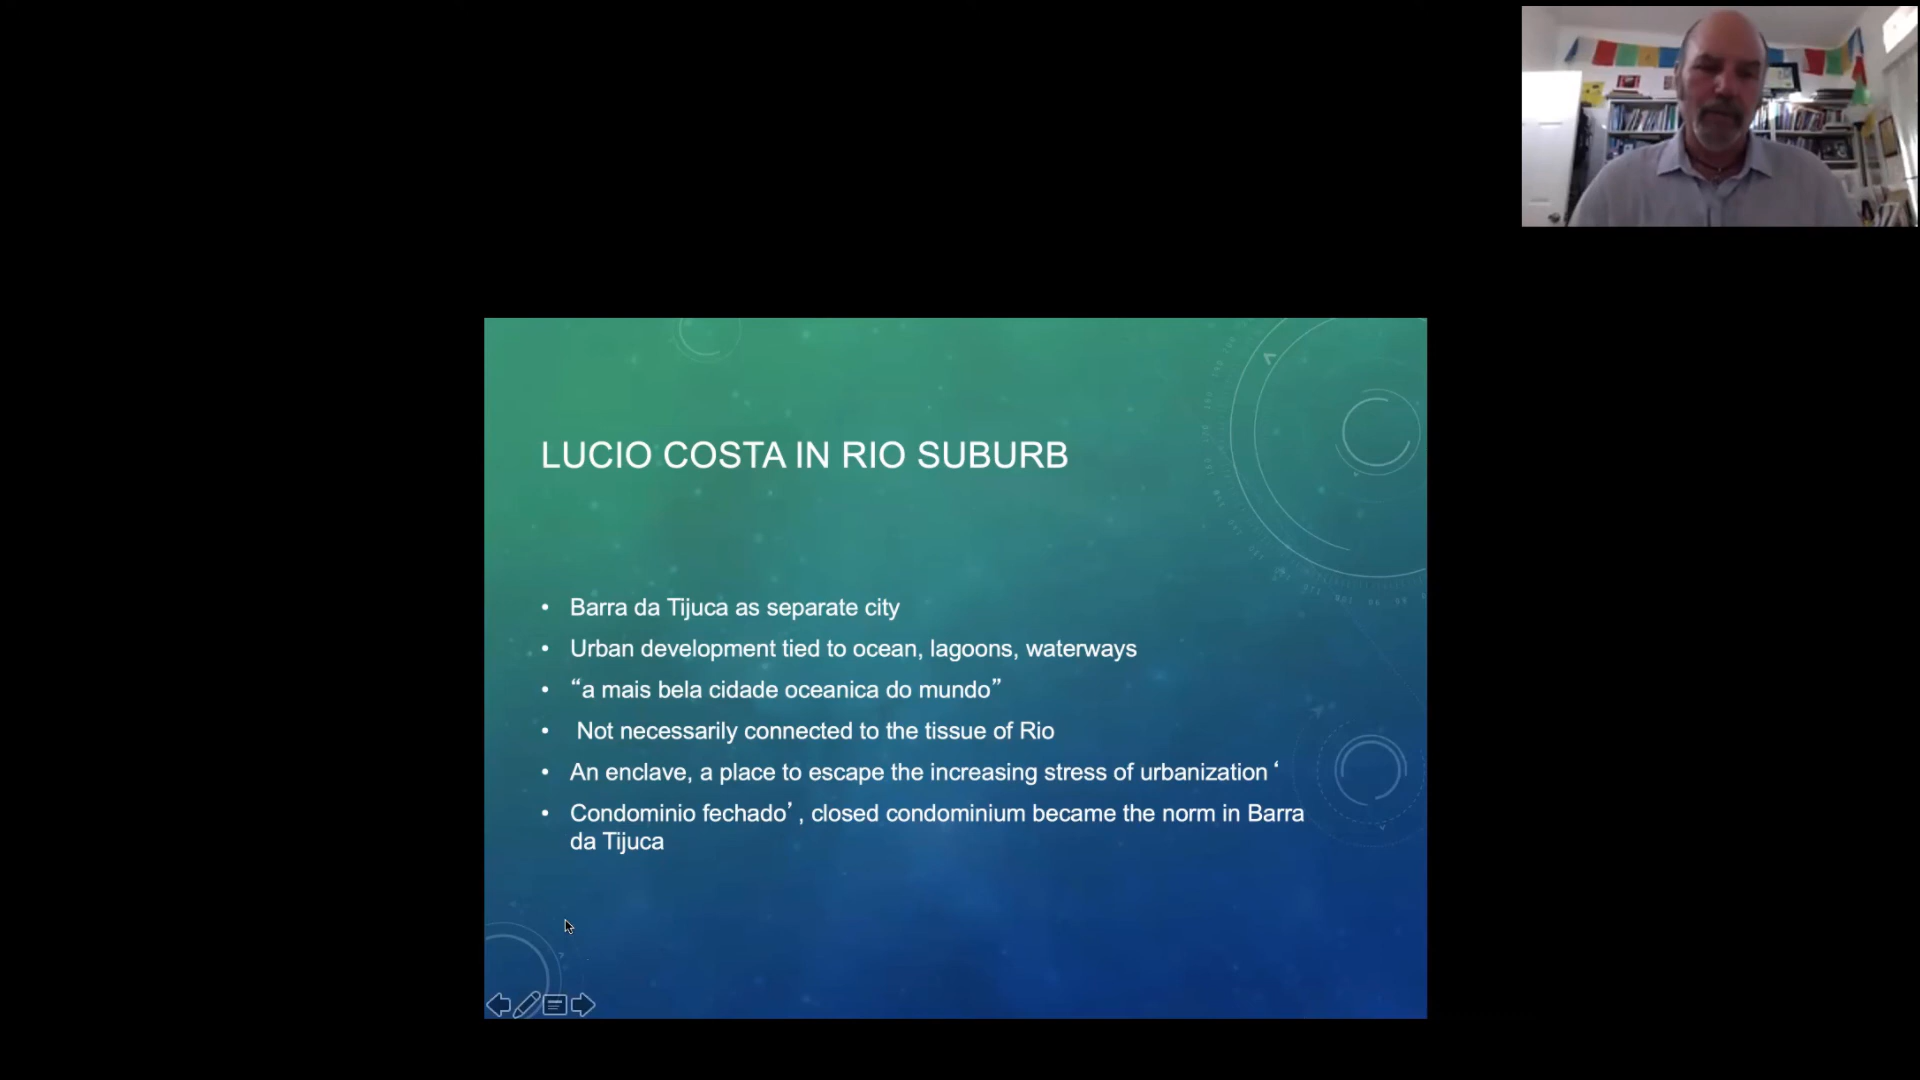 LUCIO COSTA IN RIO SUBURB
• Barra da Tijuca as separate city
• Urban development tied to ocean, lagoons, waterways
• “a mais bela cidade oceanica do mundo”
• Not necessarily connected to the tissue of Rio
• An enclave, a place to escape the increasing stress of urbanization ‘
• Condominio fechado’ , closed condominium became the norm in Barra
da Tijuca